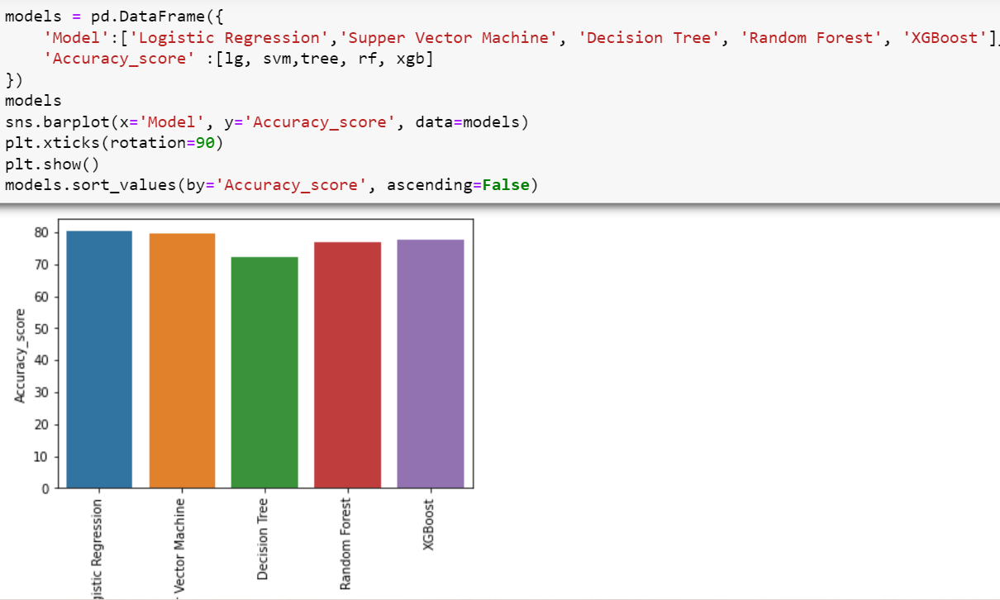 models = pd.DataFrame({
    'Model':['Logistic Regression','Supper Vector Machine', 'Decision Tree', 'Random Forest', 'XGBoost'],
    'Accuracy_score' :[lg, svm,tree, rf, xgb]
})
models
sns.barplot(x='Model', y='Accuracy_score', data=models)
plt.xticks(rotation=90)
plt.show()
models.sort_values(by='Accuracy_score', ascending=False)
80
70
60
50
40
30
20
10
0
Accuracy_score
gistic Regression
r Vector Machine
Decision Tree
Random Forest
XGBoost